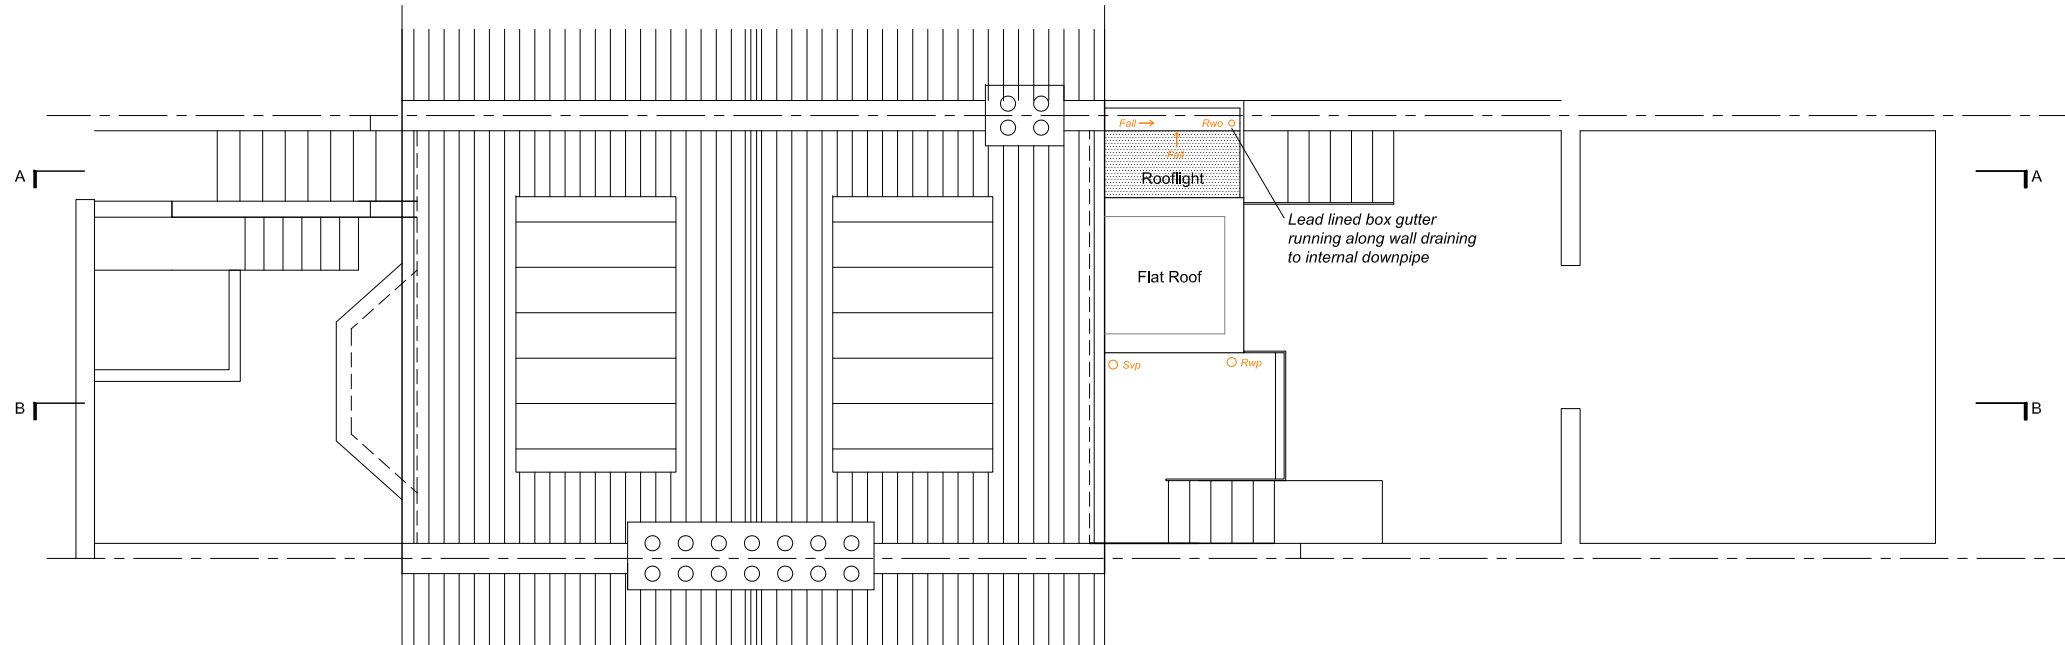 Fall
Rwo
Fall
A
Rooflight
A
Lead lined box gutter
running along wall draining
to internal downpipe
Flat Roof
Svp
Rwp
B
B